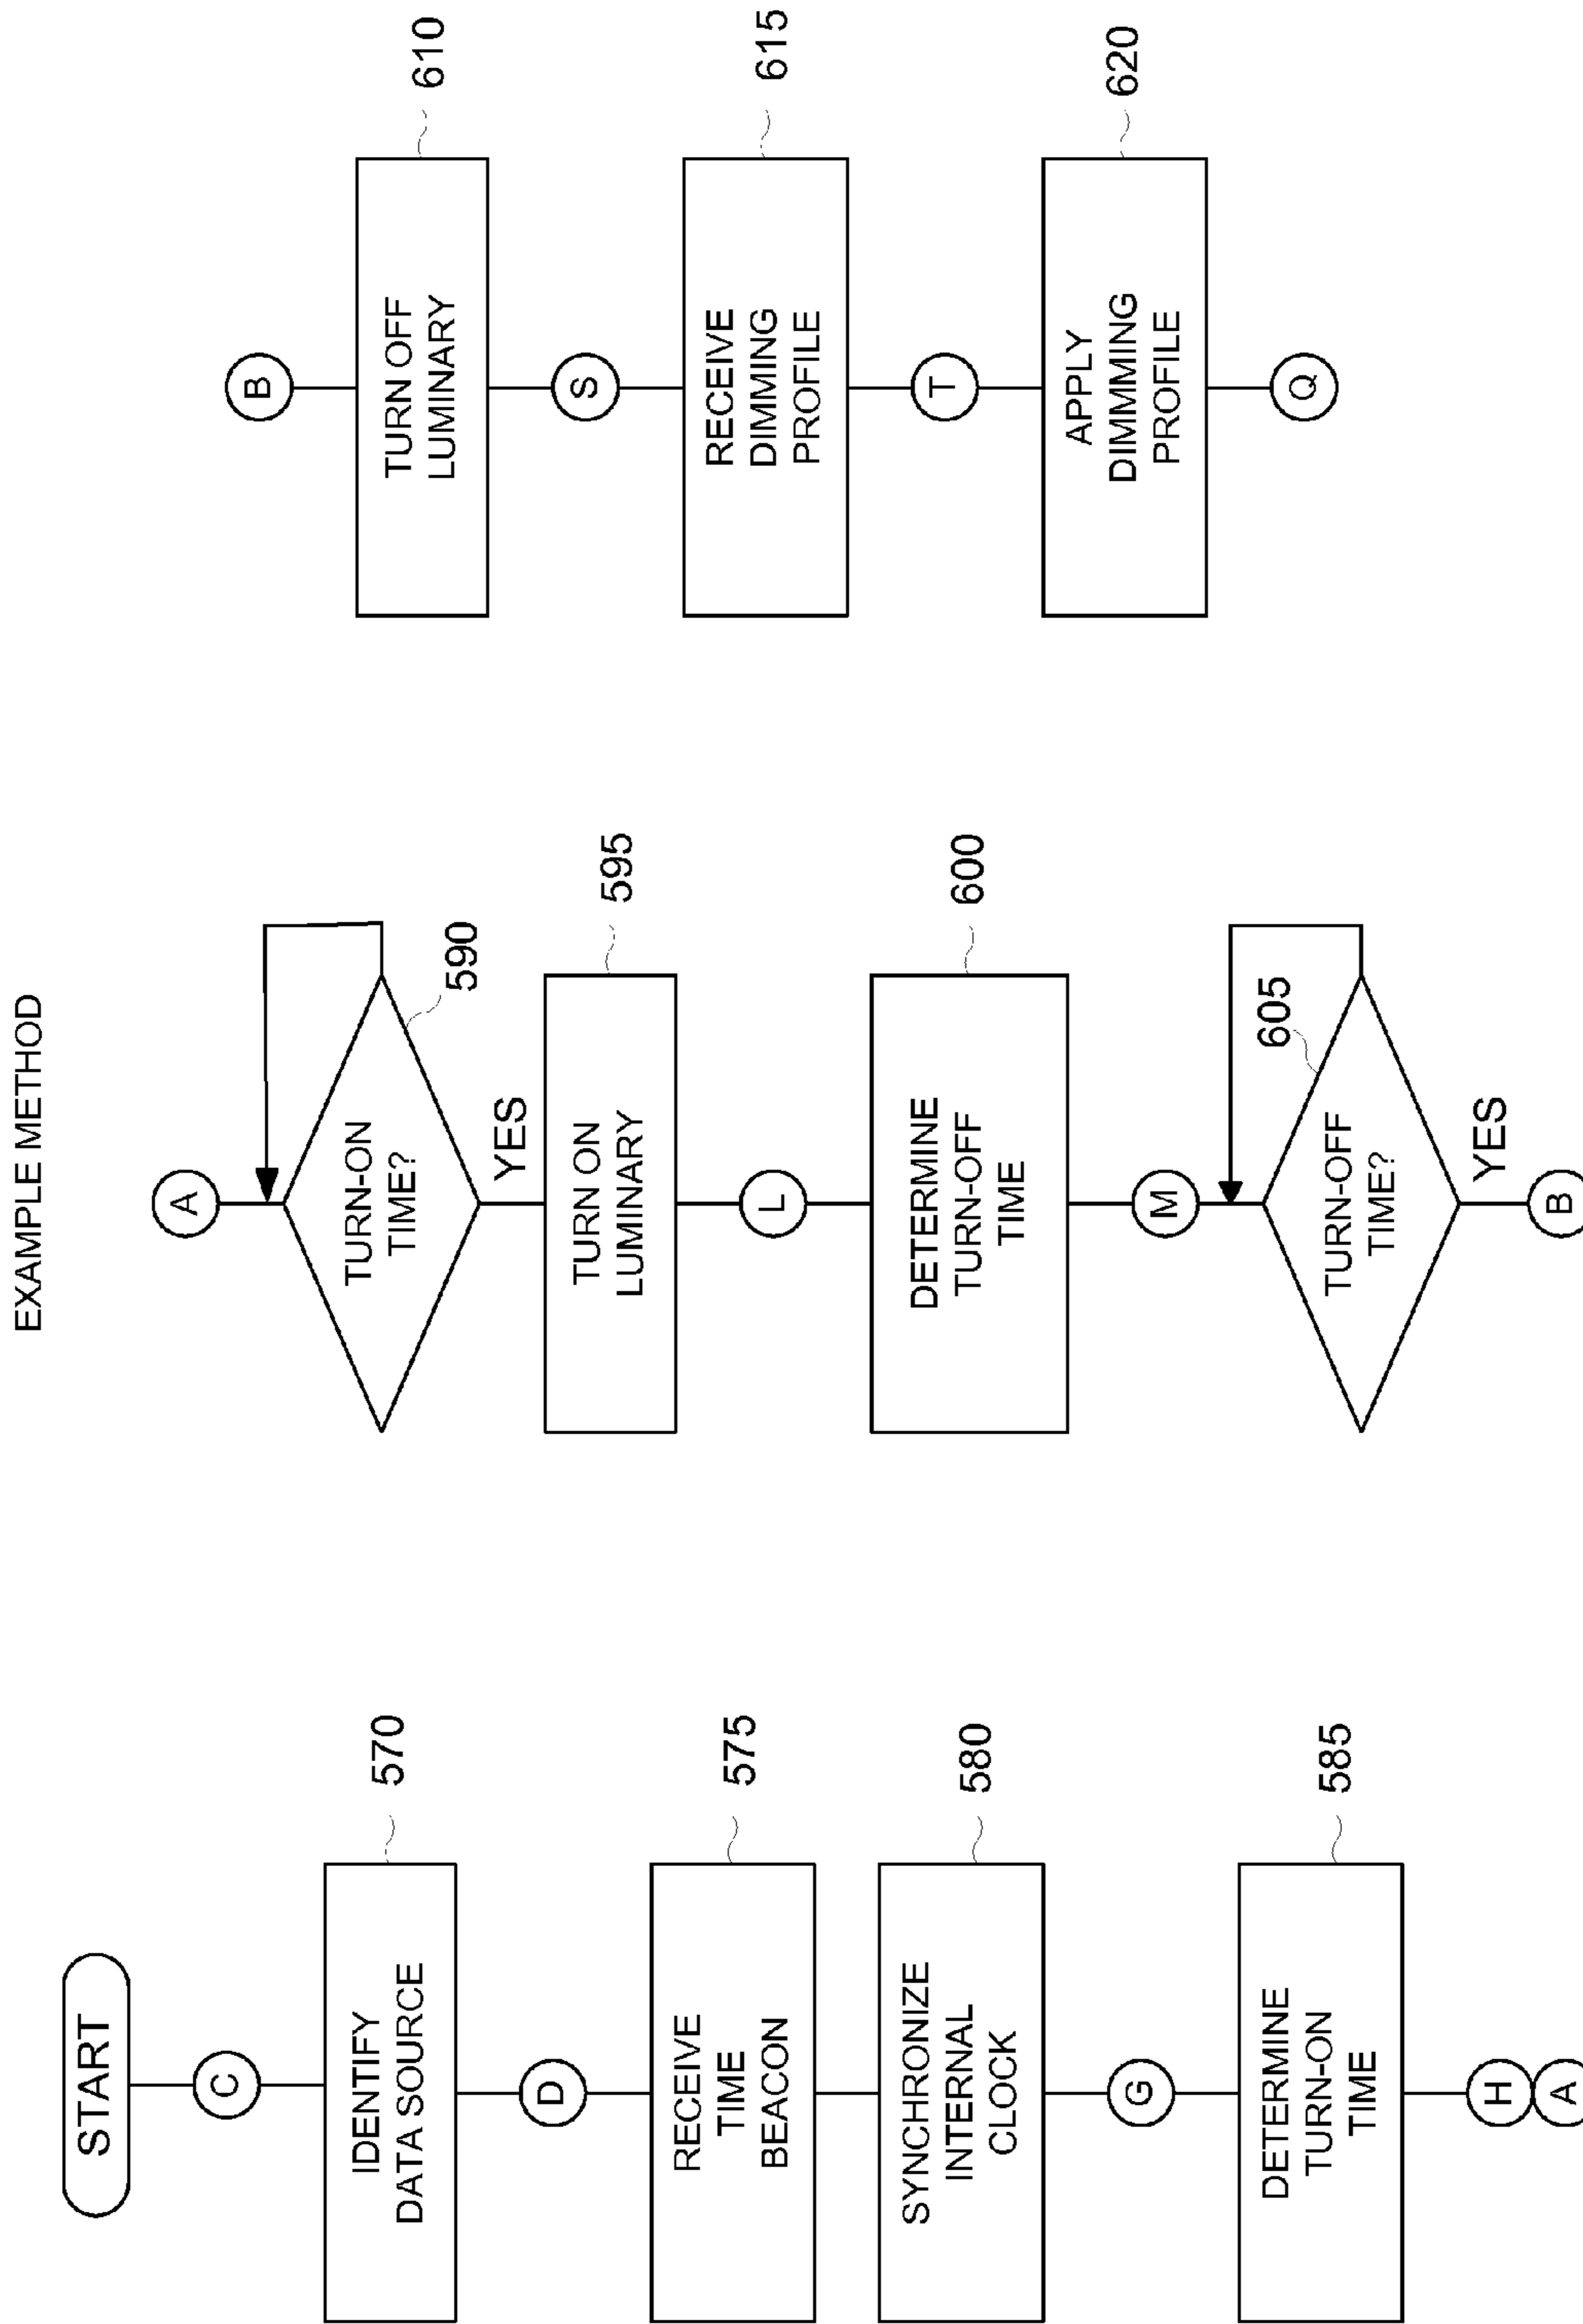 EXAMPLE METHOD
START
C
IDENTIFY
DATA SOURCE
570
D
RECEIVE
TIME
BEACON
575
SYNCHRONIZE
INTERNAL
CLOCK
580
G
DETERMINE
TURN-ON
TIME
585
H
A
A
TURN-ON
TIME?
590
YES
TURN ON
LUMINARY
595
L
DETERMINE
TURN-OFF
TIME
600
M
605
TURN-OFF
TIME?
YES
B
B
TURN OFF
LUMINARY
610
S
RECEIVE
DIMMING
PROFILE
615
T
APPLY
DIMMING
PROFILE
620
Q